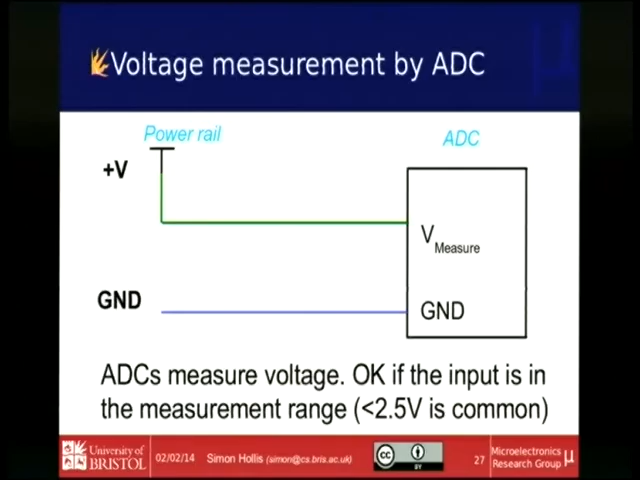 Voltage measurement by ADC
Power rail
ADC
+V
V Measure
GND
GND
ADCs measure voltage. OK if the input is in
the measurement range (<2.5V is common)
University of
BRISTOL
02/02/14
Simon Hollis (simon@cs.bris.ac.uk)
cc
BY
27
Microelectronics
Research Group
μ